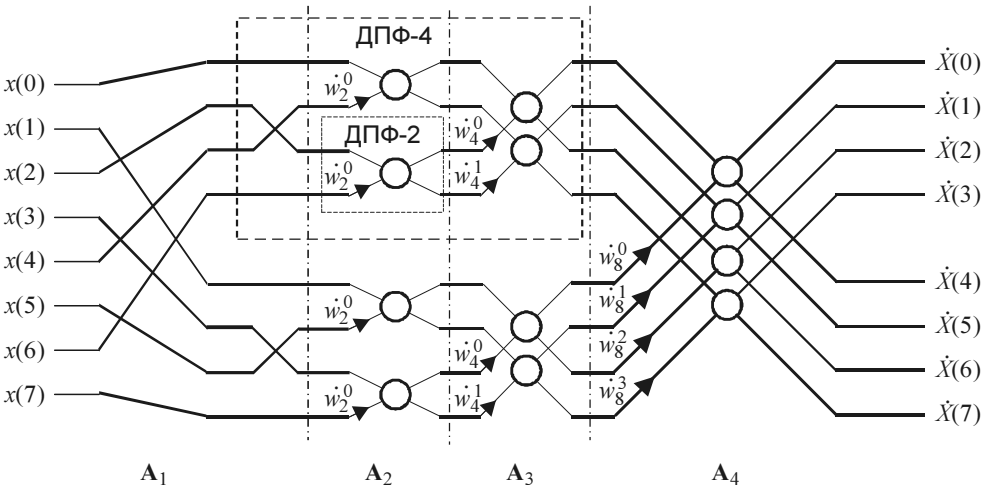 ДПФ-4
ẋ(0)
x(0)
ẇ₂⁰
x(1)
ẇ₄⁰
Ẋ(1)
ДПФ-2
Ẋ(2)
x(2)
ẇ₂⁰
ẇ₄¹
Ẋ(3)
x(3)
x(4)
ẇ₈⁰
Ẋ(4)
x(5)
ẇ₂⁰
ẇ₈¹
Ẋ(5)
x(6)
ẇ₄⁰
ẇ₈²
Ẋ(6)
x(7)
ẇ₂⁰
ẇ₄¹
ẇ₈³
Ẋ(7)
A₁
A₂
A₃
A₄